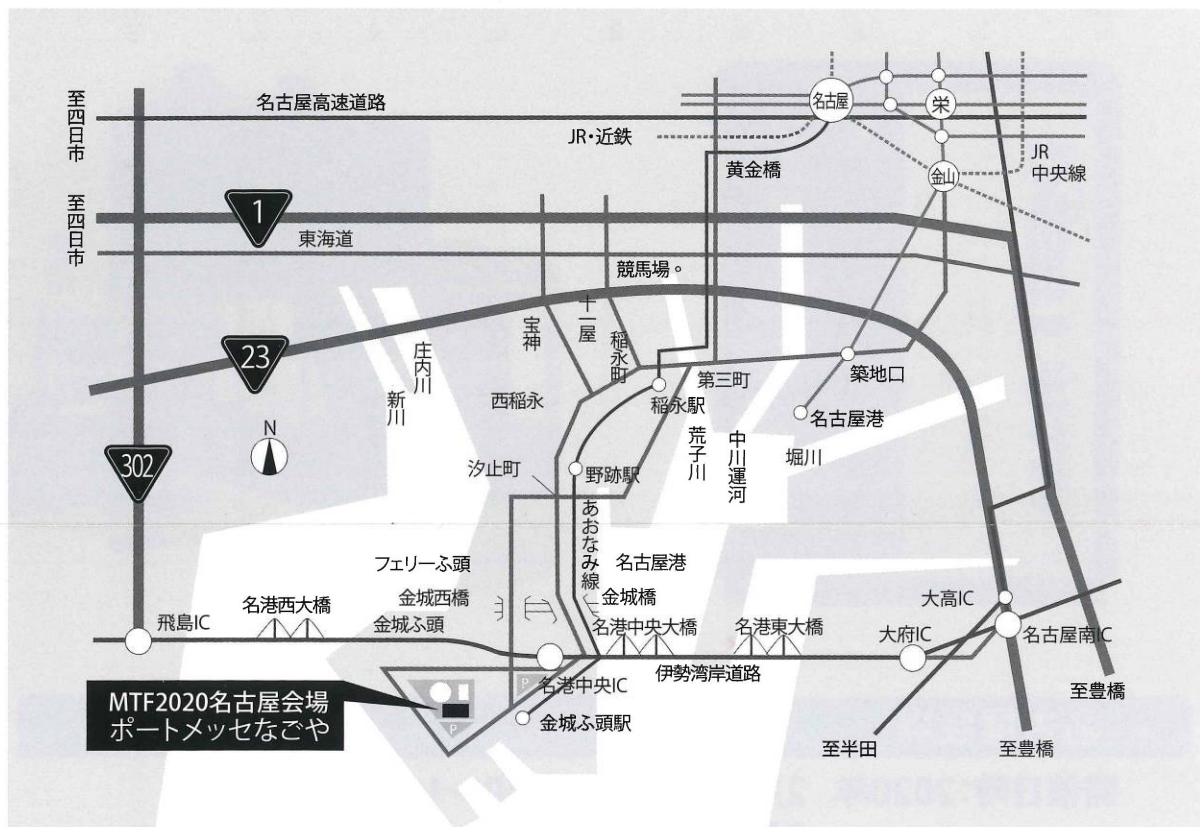 名古屋
栄
至四日市
名古屋高速道路
JR・近鉄
黄金橋
金山
JR
中央線
至四日市
1
東海道
競馬場。
十一屋
宝神
稲永町
庄内川
23
新川
西稲永
稲永駅
第三町
築地口
名古屋港
荒子川
中川運河
堀川
N
302
汐止町
野跡駅
あおなみ線
フェリーふ頭
名古屋港
金城西橋
金城橋
名港西大橋
飛島IC
金城ふ頭
名港中央大橋
名港東大橋
大高IC
大府IC
名古屋南IC
伊勢湾岸道路
P
名港中央IC
MTF2020名古屋会場
ポートメッセなごや
P
金城ふ頭駅
至豊橋
至半田
至豊橋